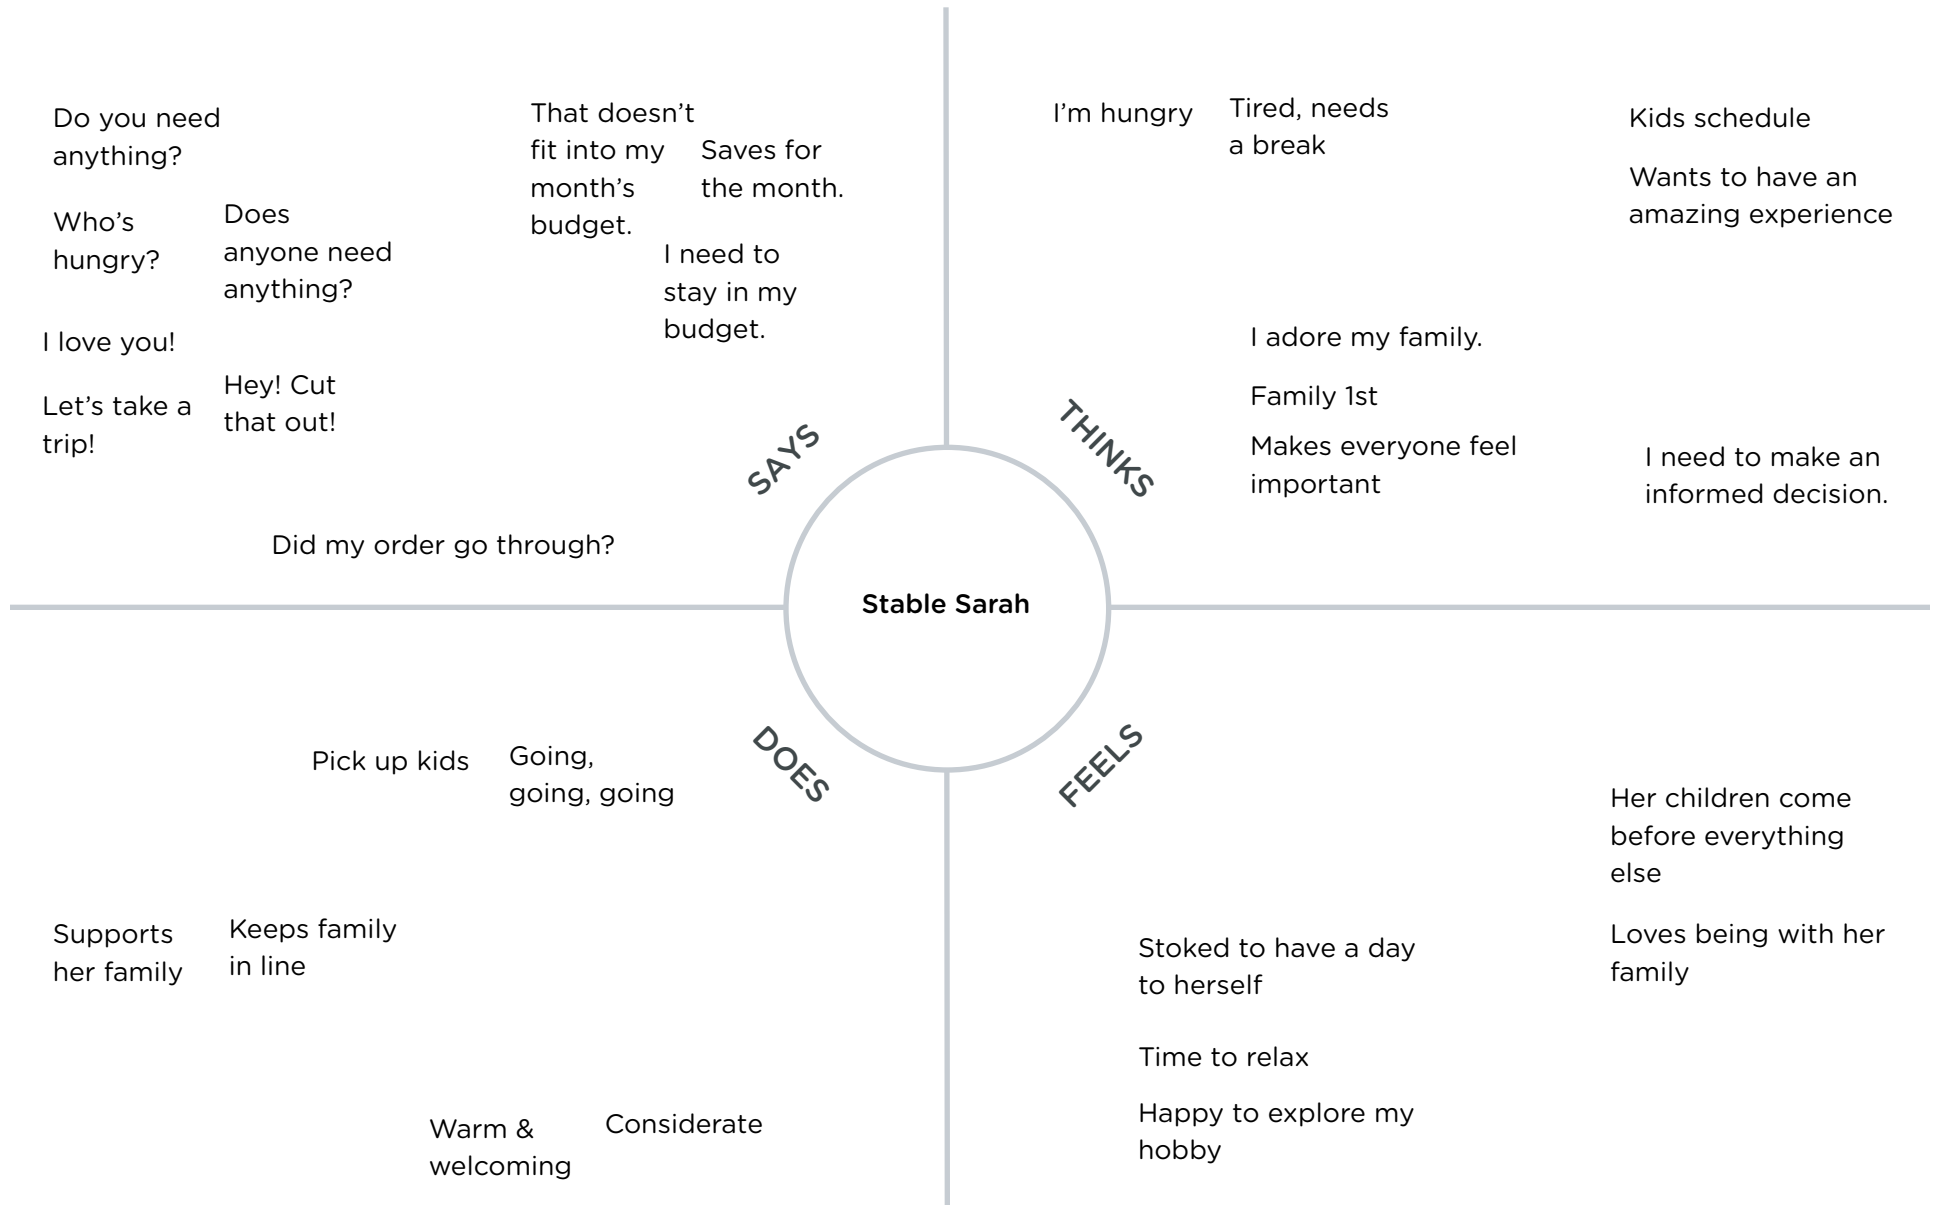 Do you need
anything?
Who’s
hungry?
Does
anyone need
anything?
I love you!
Let’s take a
trip!
Hey! Cut
that out!
That doesn’t
fit into my
month’s
budget.
Saves for
the month.
I need to
stay in my
budget.
Did my order go through?
SAYS
I’m hungry
Tired, needs
a break
Kids schedule
Wants to have an
amazing experience
I adore my family.
Family 1st
Makes everyone feel
important
I need to make an
informed decision.
THINKS
Stable Sarah
DOES
Pick up kids
Going,
going, going
Supports
her family
Keeps family
in line
Warm &
welcoming
Considerate
FEELS
Her children come
before everything
else
Loves being with her
family
Stoked to have a day
to herself
Time to relax
Happy to explore my
hobby